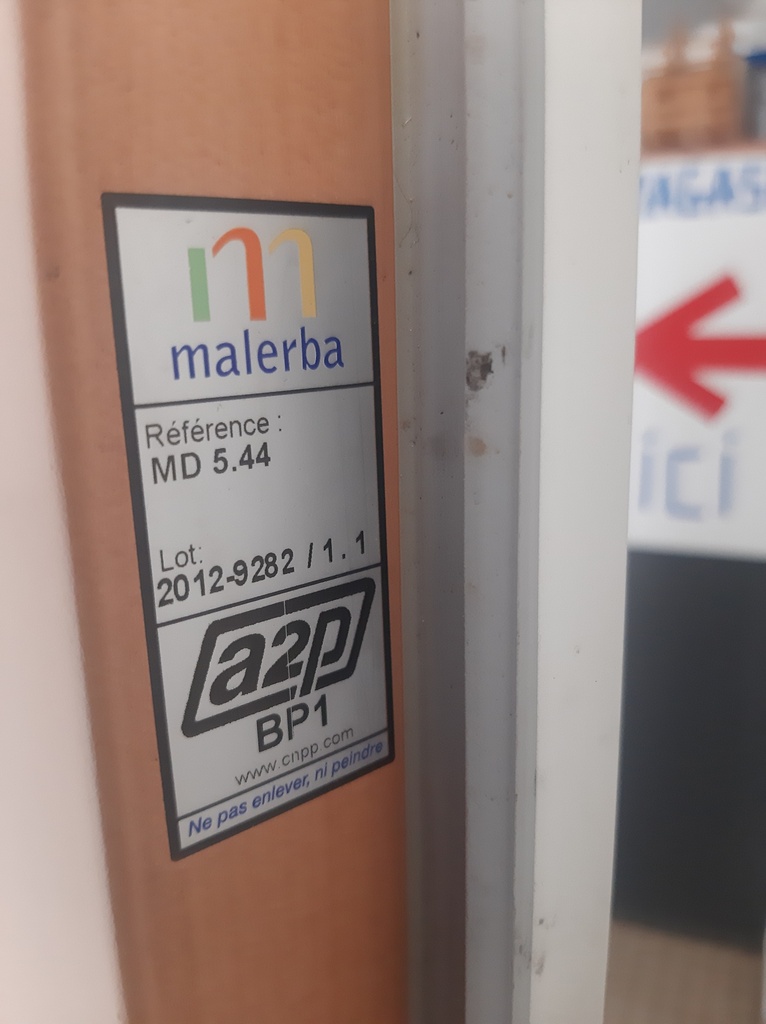 malerba
Référence :
MD 5.44
Lot:
2012-9282 / 1. 1
a2p
BP1
www.cnpp.com
Ne pas enlever, ni peindre
ici